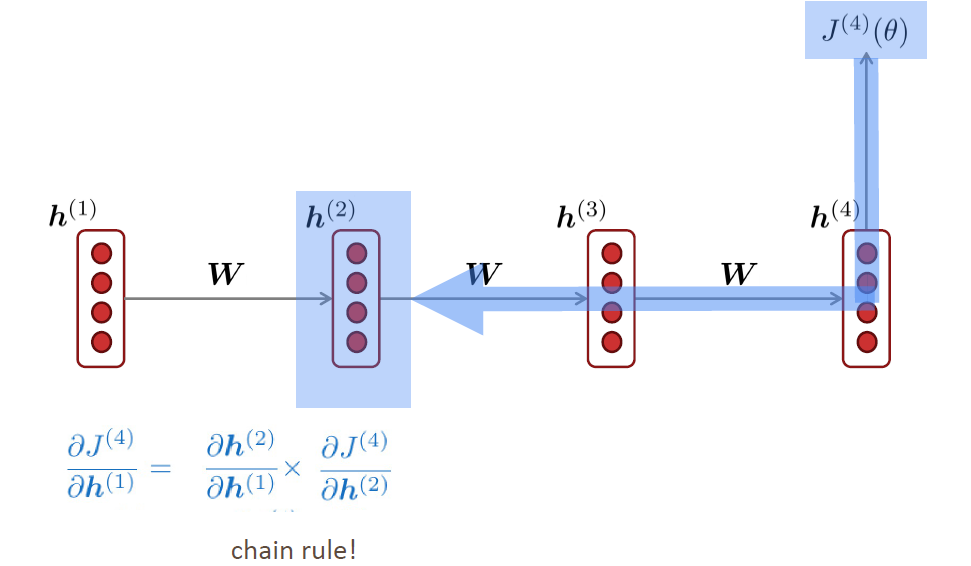 J⁽⁴⁾(θ)
h⁽¹⁾ h⁽²⁾ h⁽³⁾ h⁽⁴⁾
W W W
∂J⁽⁴⁾/∂h⁽¹⁾ = ∂h⁽²⁾/∂h⁽¹⁾ × ∂J⁽⁴⁾/∂h⁽²⁾
chain rule!